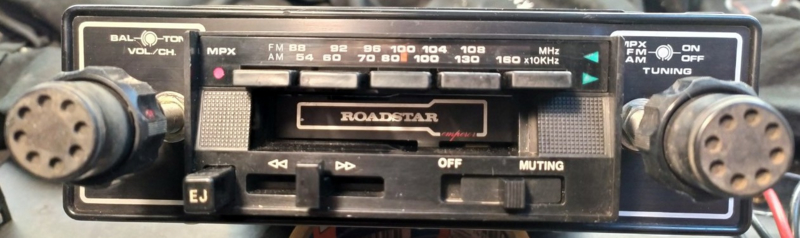 BAL TON
VOL/CH.
MPX
FM 88 92 96 100 104 108 MHz
AM 54 60 70 80 100 130 160 x10KHz
MPX
FM
AM
ON
OFF
TUNING
ROADSTAR
EJ
OFF MUTING